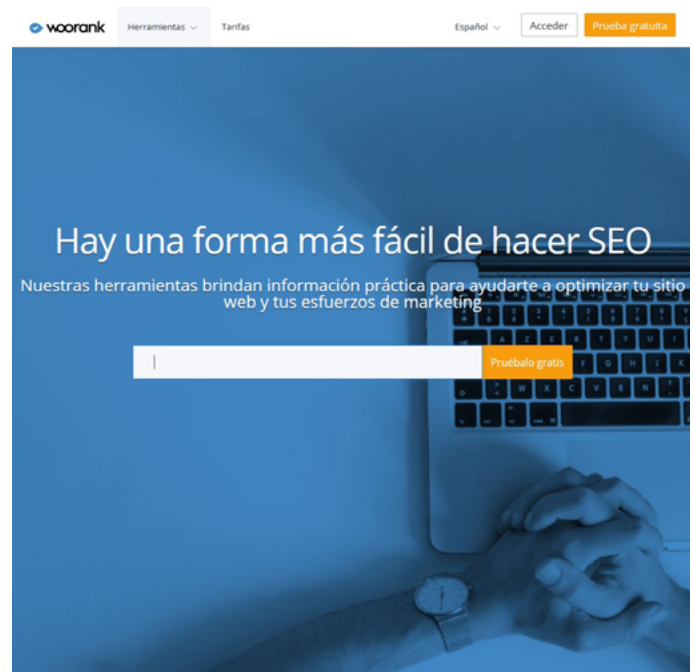 woorank
Herramientas
Tarifas
Español
Acceder
Prueba gratuita
Hay una forma más fácil de hacer SEO
Nuestras herramientas brindan información práctica para ayudarte a optimizar tu sitio
web y tus esfuerzos de marketing
Pruébalo gratis